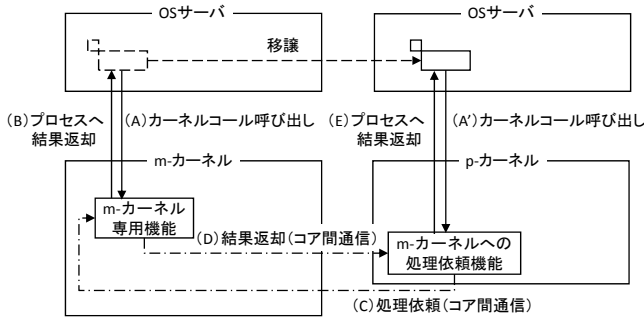 OSサーバ
OSサーバ
移譲
(B)プロセスへ
結果返却
(A)カーネルコール呼び出し
(E)プロセスへ
結果返却
(A')カーネルコール呼び出し
m-カーネル
p-カーネル
m-カーネル
専用機能
(D)結果返却(コア間通信)
m-カーネルへの
処理依頼機能
(C)処理依頼(コア間通信)